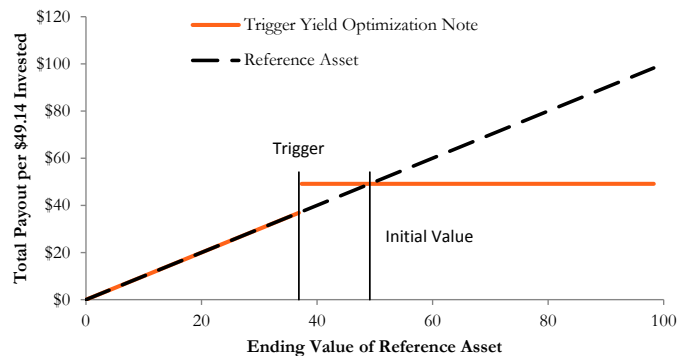 $120
Trigger Yield Optimization Note
Reference Asset
$100
$80
$60
$40
$20
$0
Total Payout per $49.14 Invested
Trigger
Initial Value
0
20
40
60
80
100
Ending Value of Reference Asset